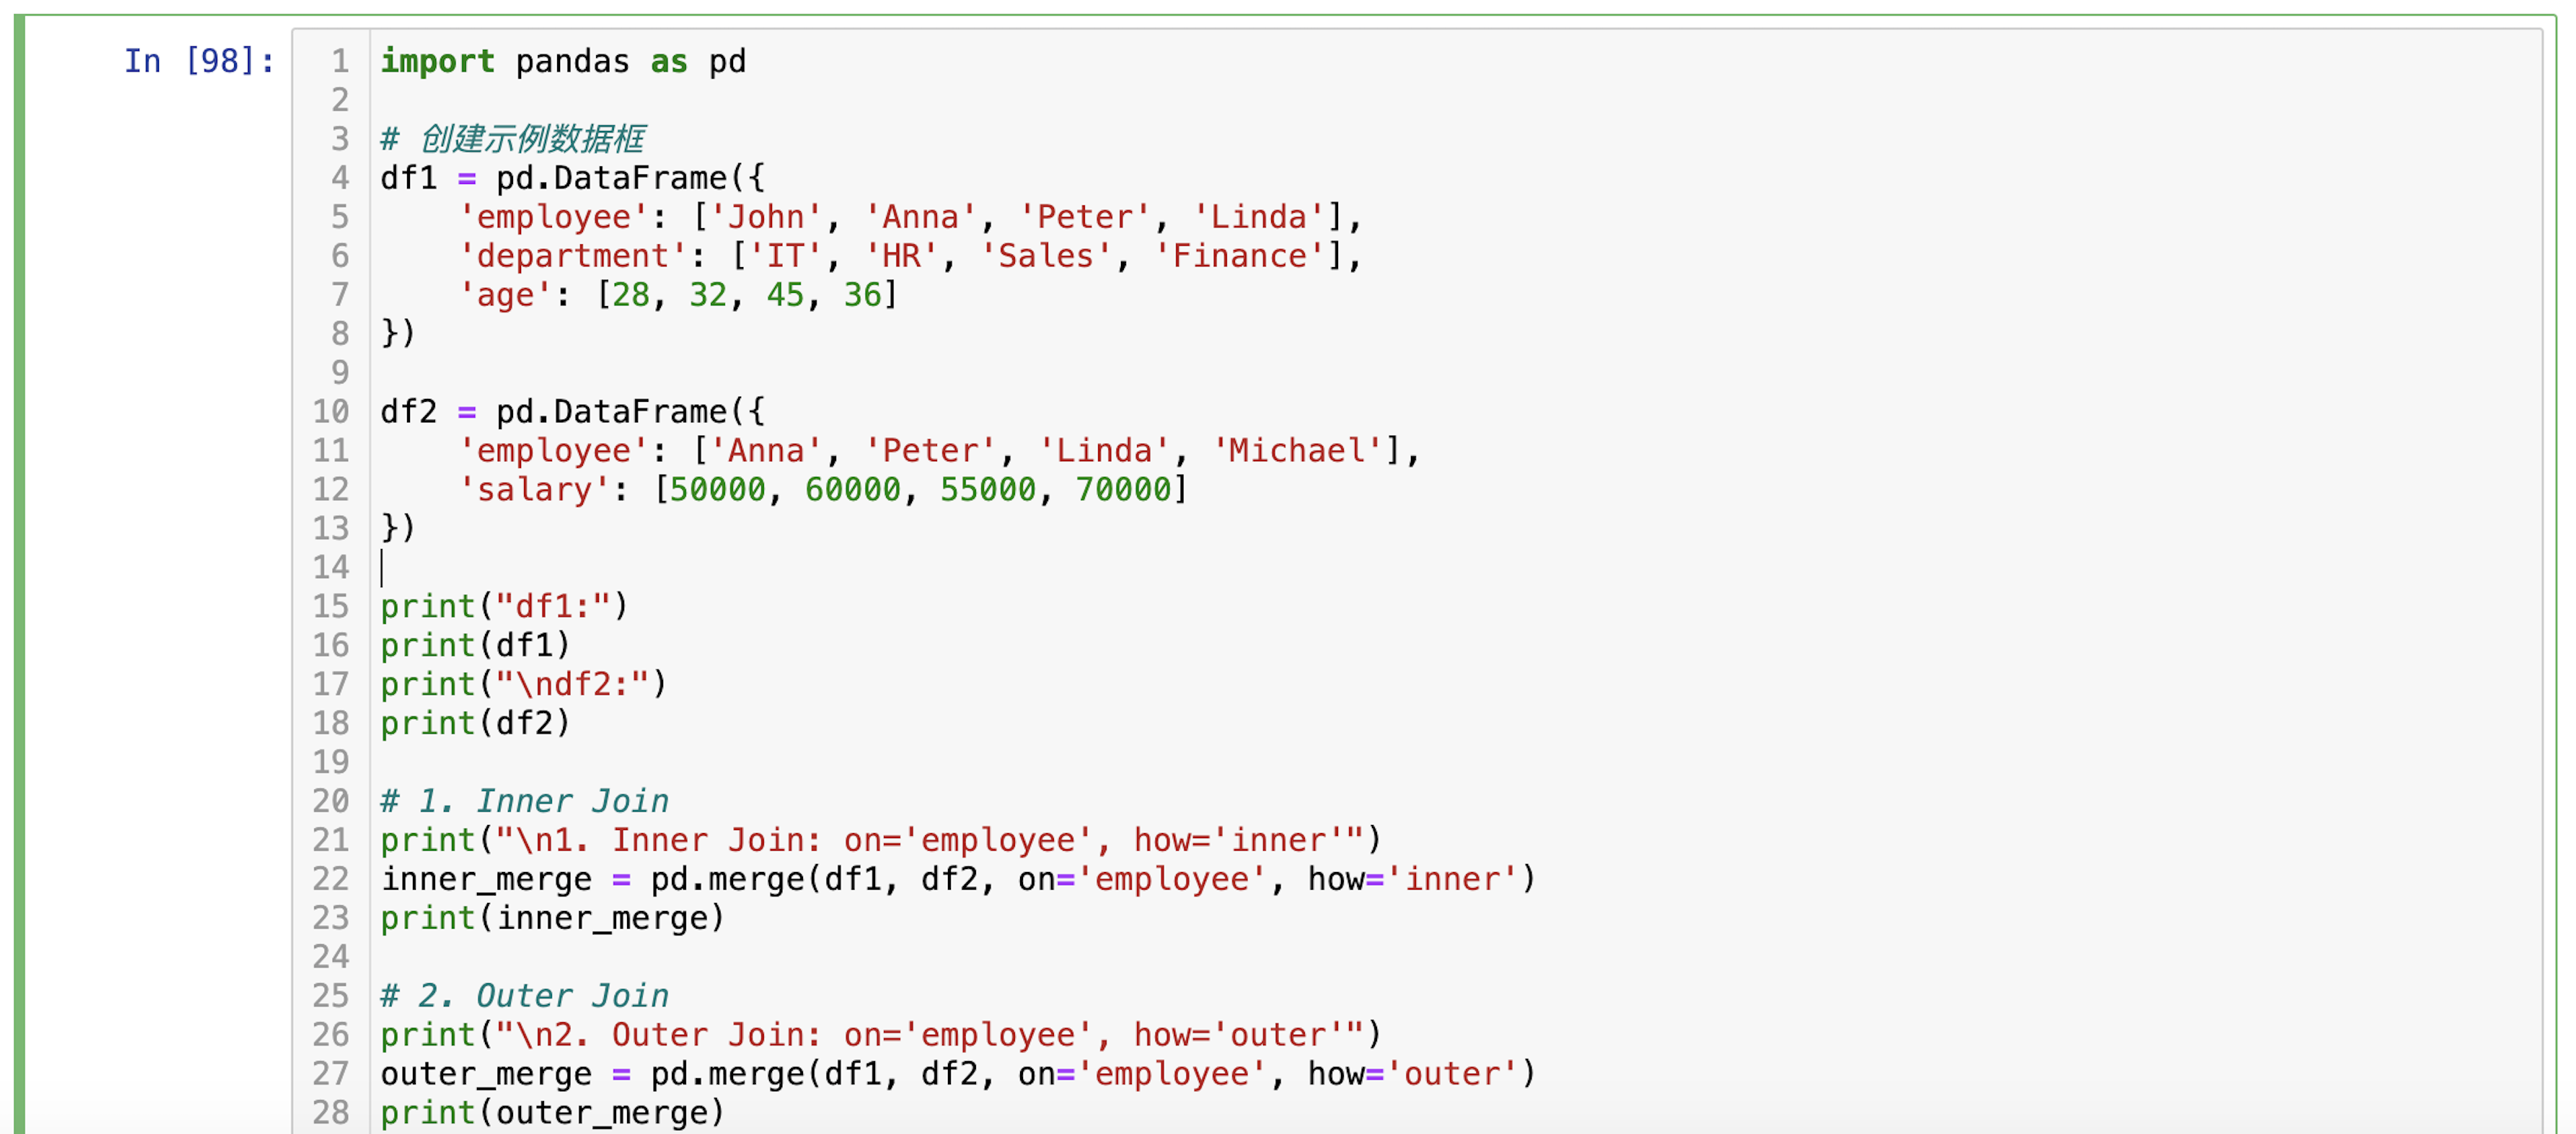 In [98]:
1 import pandas as pd
2
3 # 创建示例数据框
4 df1 = pd.DataFrame({
5     'employee': ['John', 'Anna', 'Peter', 'Linda'],
6     'department': ['IT', 'HR', 'Sales', 'Finance'],
7     'age': [28, 32, 45, 36]
8 })
9
10 df2 = pd.DataFrame({
11     'employee': ['Anna', 'Peter', 'Linda', 'Michael'],
12     'salary': [50000, 60000, 55000, 70000]
13 })
14
15 print("df1:")
16 print(df1)
17 print("\ndf2:")
18 print(df2)
19
20 # 1. Inner Join
21 print("\n1. Inner Join: on='employee', how='inner'")
22 inner_merge = pd.merge(df1, df2, on='employee', how='inner')
23 print(inner_merge)
24
25 # 2. Outer Join
26 print("\n2. Outer Join: on='employee', how='outer'")
27 outer_merge = pd.merge(df1, df2, on='employee', how='outer')
28 print(outer_merge)